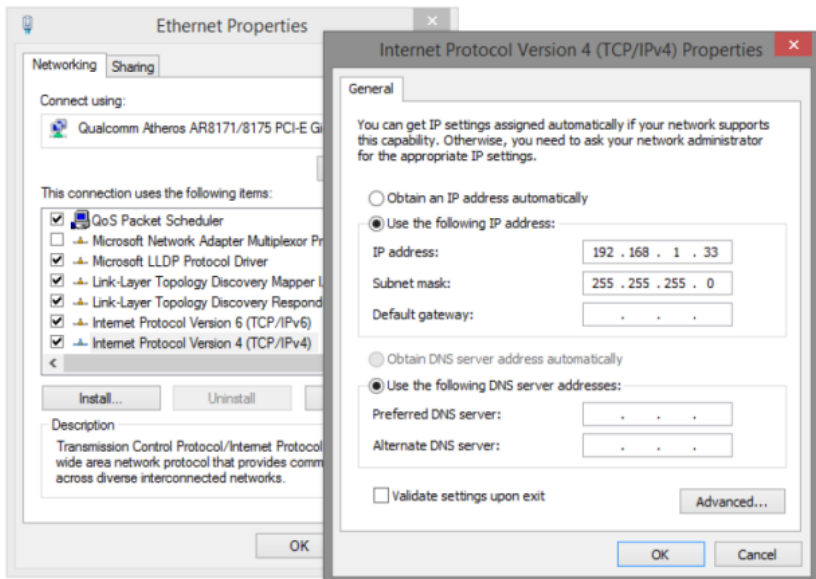 Ethernet Properties
Networking
Sharing
Connect using:
Qualcomm Atheros AR8171/8175 PCI-E Gi
This connection uses the following items:
QoS Packet Scheduler
Microsoft Network Adapter Multiplexor Pr
Microsoft LLDP Protocol Driver
Link-Layer Topology Discovery Mapper I
Link-Layer Topology Discovery Respond
Internet Protocol Version 6 (TCP/IPv6)
Internet Protocol Version 4 (TCP/IPv4)
Install...
Uninstall
Description
Transmission Control Protocol/Internet Protocol
wide area network protocol that provides comm
across diverse interconnected networks.
OK
Internet Protocol Version 4 (TCP/IPv4) Properties
General
You can get IP settings assigned automatically if your network supports
this capability. Otherwise, you need to ask your network administrator
for the appropriate IP settings.
Obtain an IP address automatically
Use the following IP address:
IP address: 192 . 168 . 1 . 33
Subnet mask: 255 . 255 . 255 . 0
Default gateway: . . .
Obtain DNS server address automatically
Use the following DNS server addresses:
Preferred DNS server: . . .
Alternate DNS server: . . .
Validate settings upon exit
Advanced...
OK
Cancel